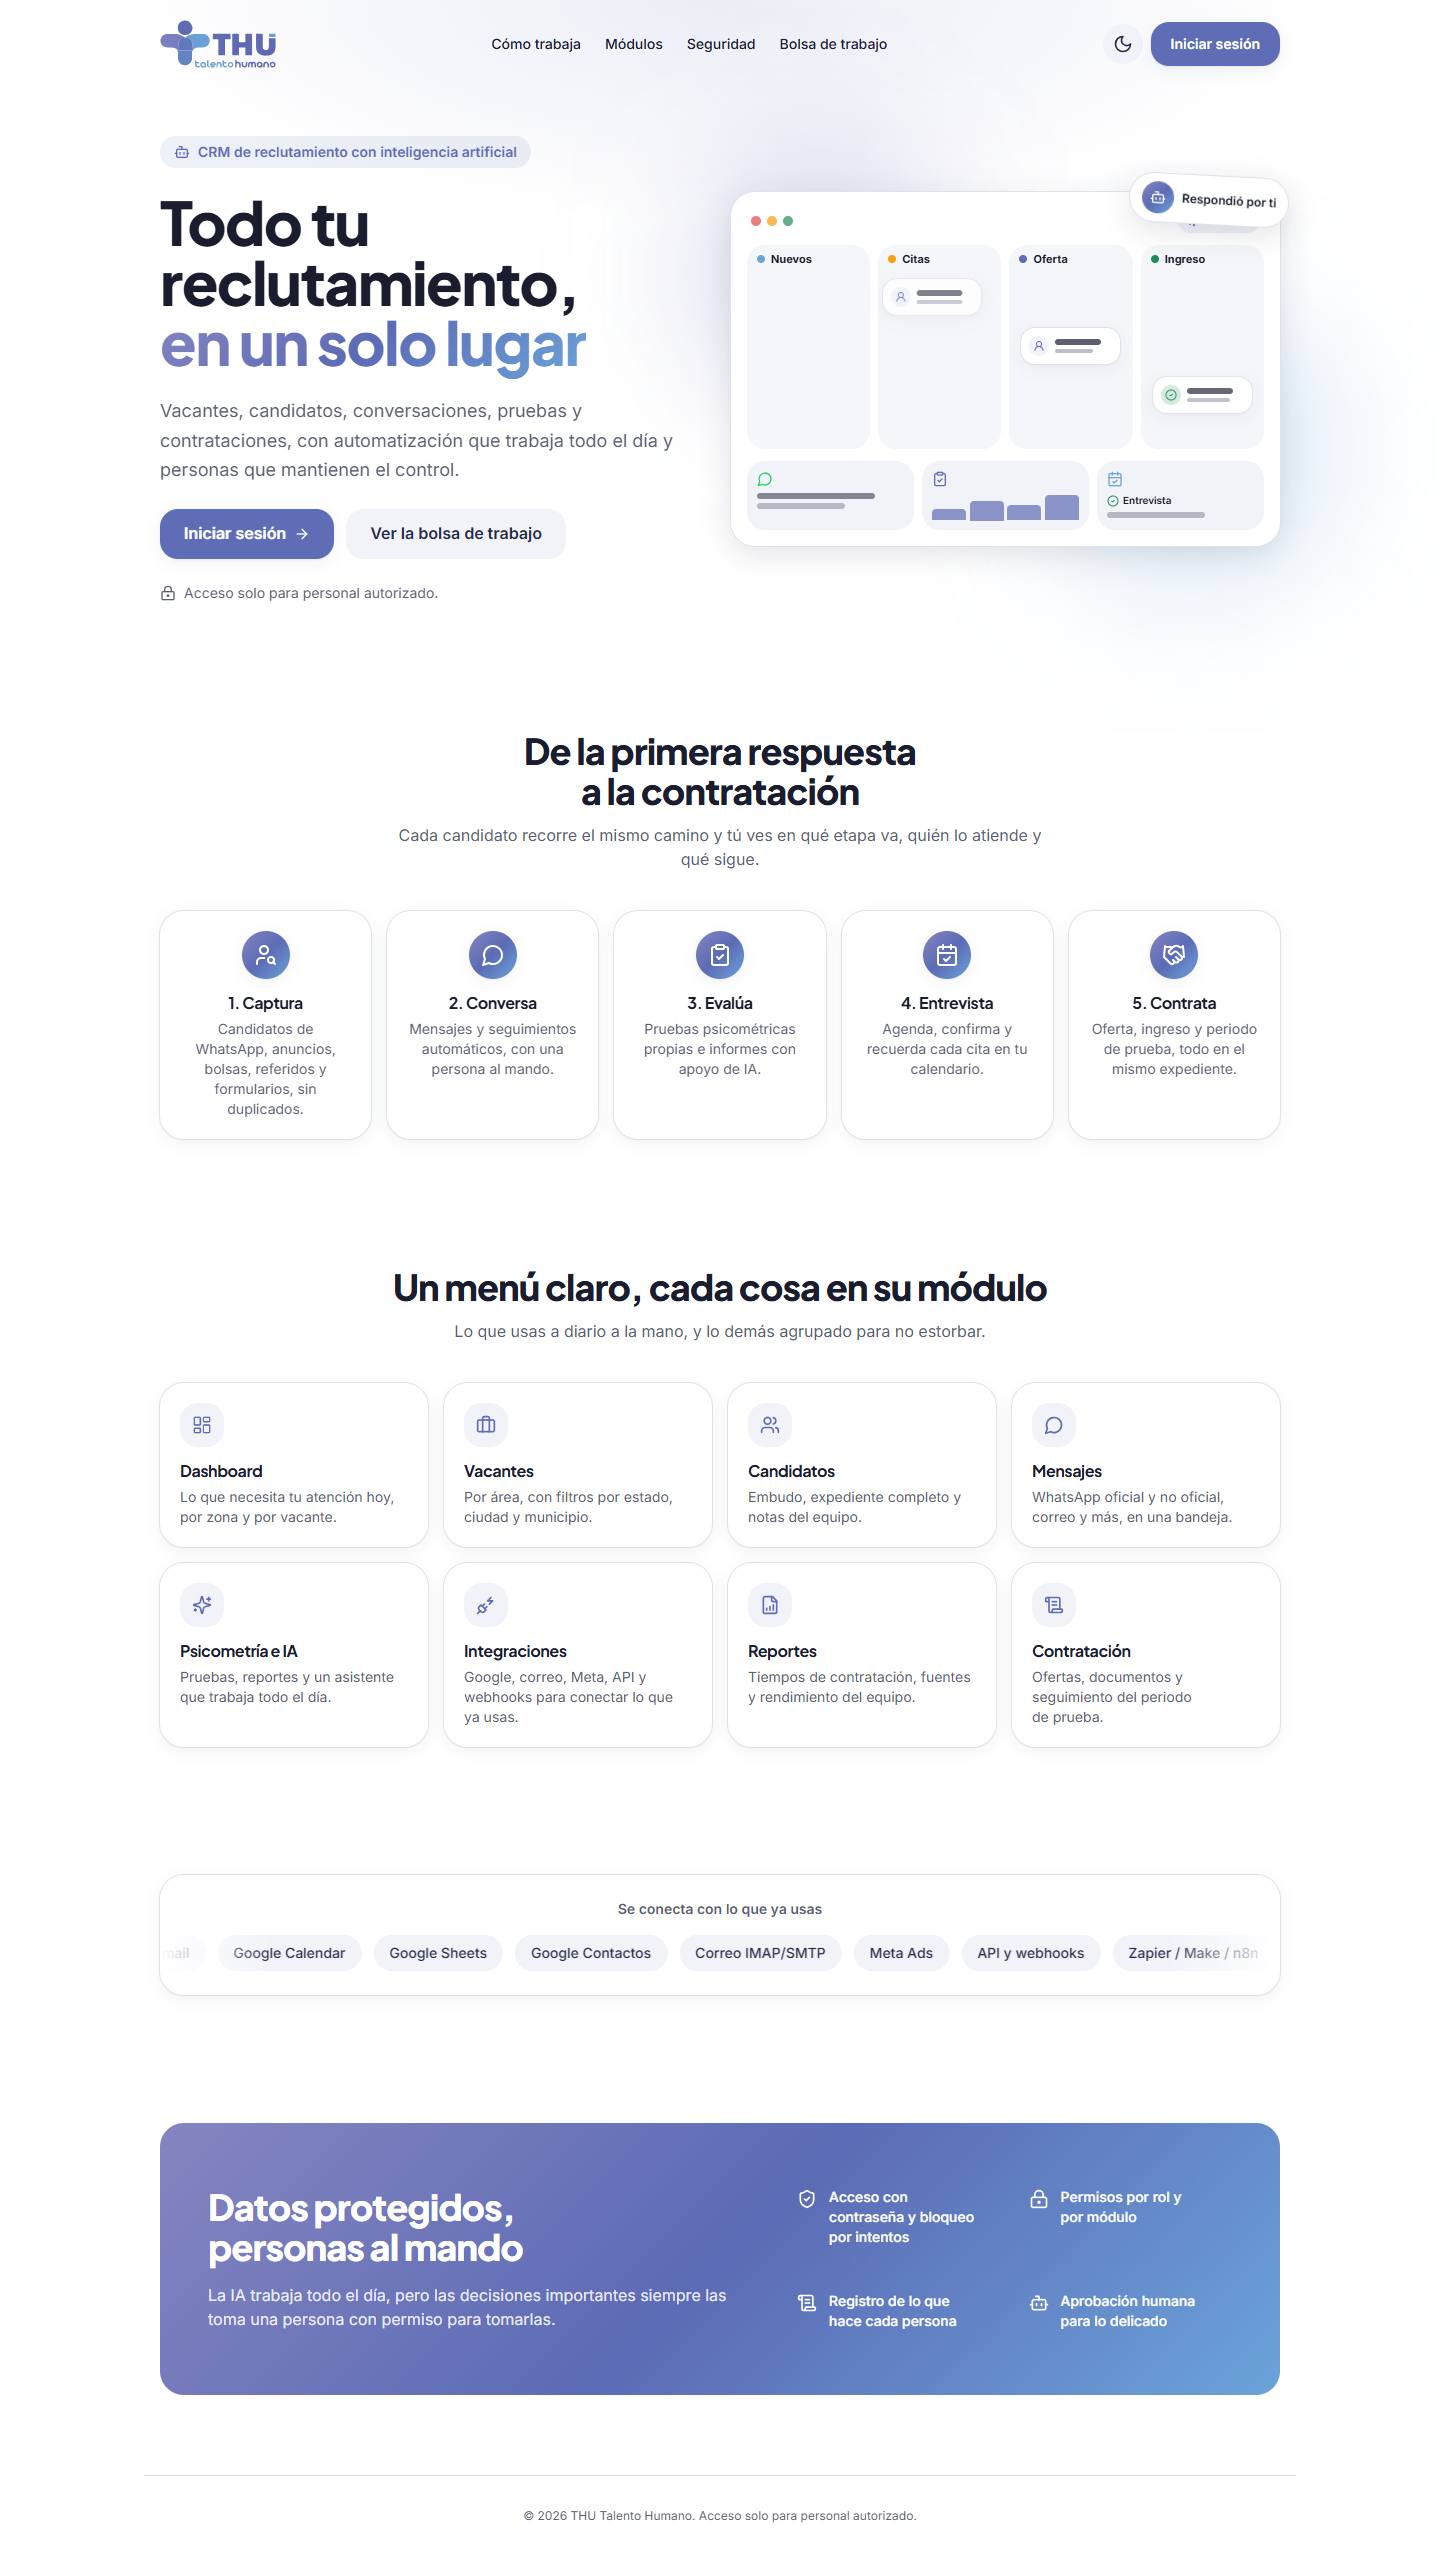 THU
talento humano
Cómo trabaja
Módulos
Seguridad
Bolsa de trabajo
Iniciar sesión
CRM de reclutamiento con inteligencia artificial
Todo tu
reclutamiento,
en un solo lugar
Vacantes, candidatos, conversaciones, pruebas y
contrataciones, con automatización que trabaja todo el día y
personas que mantienen el control.
Iniciar sesión
Ver la bolsa de trabajo
Acceso solo para personal autorizado.
Respondió por ti
Nuevos
Citas
Oferta
Ingreso
Entrevista
De la primera respuesta
a la contratación
Cada candidato recorre el mismo camino y tú ves en qué etapa va, quién lo atiende y
qué sigue.
1. Captura
Candidatos de
WhatsApp, anuncios,
bolsas, referidos y
formularios, sin
duplicados.
2. Conversa
Mensajes y seguimientos
automáticos, con una
persona al mando.
3. Evalúa
Pruebas psicométricas
propias e informes con
apoyo de IA.
4. Entrevista
Agenda, confirma y
recuerda cada cita en tu
calendario.
5. Contrata
Oferta, ingreso y periodo
de prueba, todo en el
mismo expediente.
Un menú claro, cada cosa en su módulo
Lo que usas a diario a la mano, y lo demás agrupado para no estorbar.
Dashboard
Lo que necesita tu atención hoy,
por zona y por vacante.
Vacantes
Por área, con filtros por estado,
ciudad y municipio.
Candidatos
Embudo, expediente completo y
notas del equipo.
Mensajes
WhatsApp oficial y no oficial,
correo y más, en una bandeja.
Psicometría e IA
Pruebas, reportes y un asistente
que trabaja todo el día.
Integraciones
Google, correo, Meta, API y
webhooks para conectar lo que
ya usas.
Reportes
Tiempos de contratación, fuentes
y rendimiento del equipo.
Contratación
Ofertas, documentos y
seguimiento del periodo
de prueba.
Se conecta con lo que ya usas
mail
Google Calendar
Google Sheets
Google Contactos
Correo IMAP/SMTP
Meta Ads
API y webhooks
Zapier / Make / n8n
Datos protegidos,
personas al mando
La IA trabaja todo el día, pero las decisiones importantes siempre las
toma una persona con permiso para tomarlas.
Acceso con
contraseña y bloqueo
por intentos
Permisos por rol y
por módulo
Registro de lo que
hace cada persona
Aprobación humana
para lo delicado
© 2026 THU Talento Humano. Acceso solo para personal autorizado.